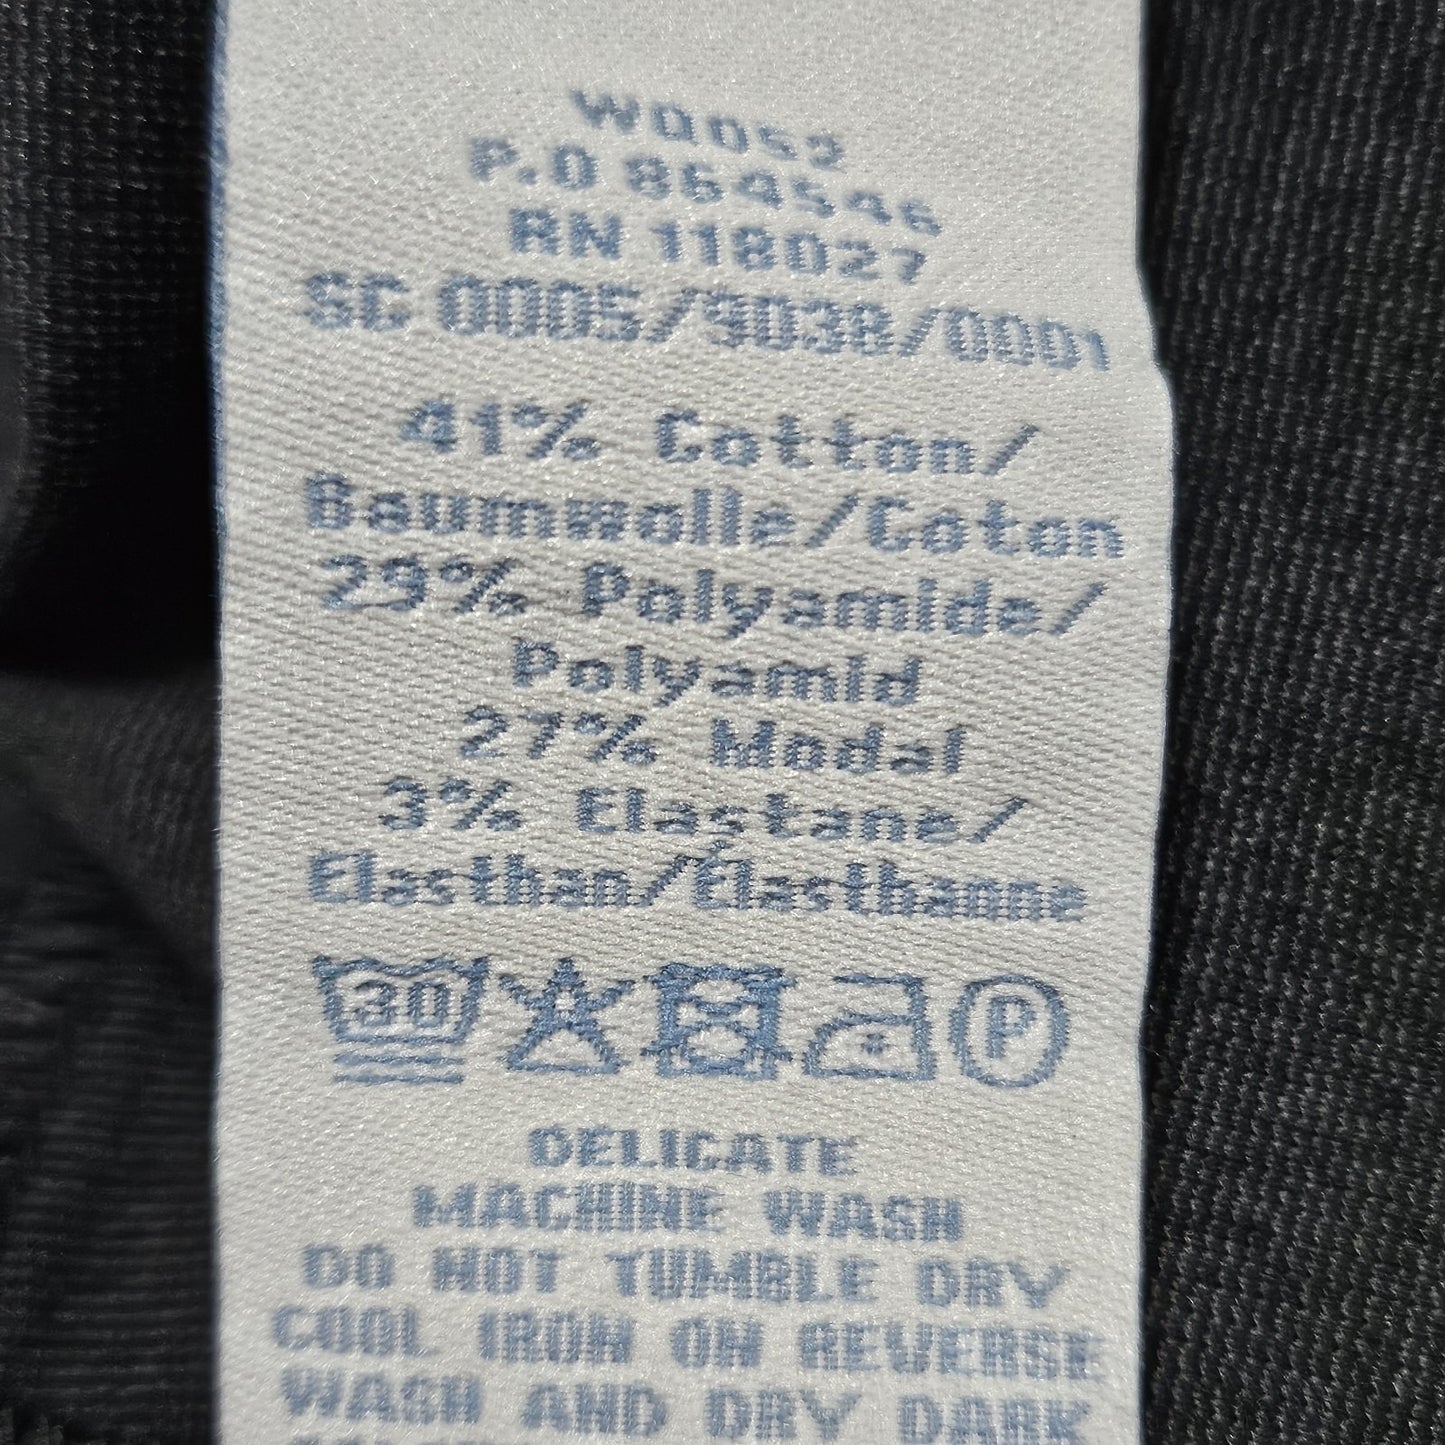 WQ052
P.O 864546
RN 118027
SC 0005/9038/0001
41% Cotton/
Baumwolle/Coton
29% Polyamide/
Polyamid
27% Modal
3% Elastane/
Elasthan/Élasthanne
30
P
DELICATE
MACHINE WASH
DO NOT TUMBLE DRY
COOL IRON ON REVERSE
WASH AND DRY DARK